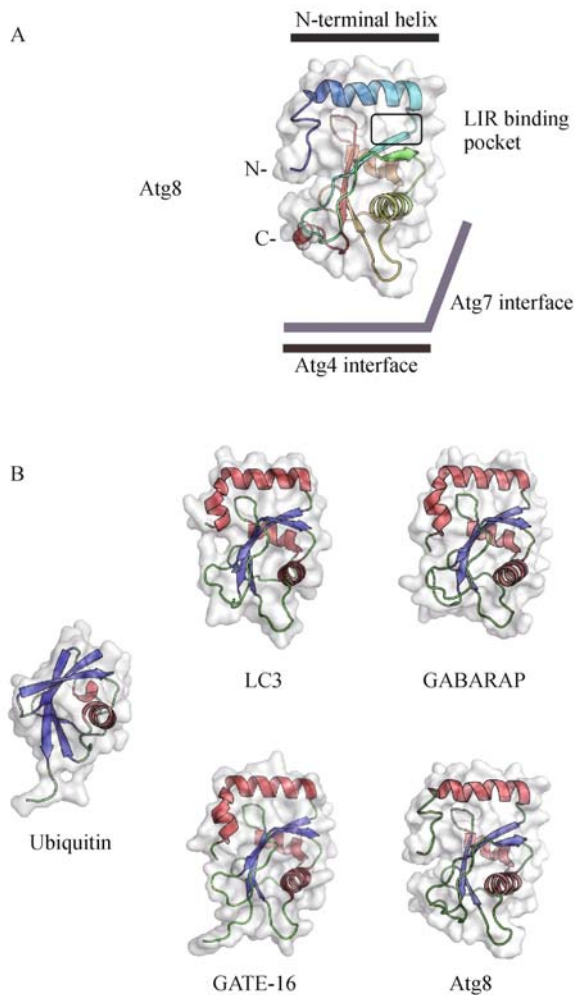 A
N-terminal helix
LIR binding
pocket
N-
Atg8
C-
Atg7 interface
Atg4 interface
B
LC3
GABARAP
Ubiquitin
GATE-16
Atg8